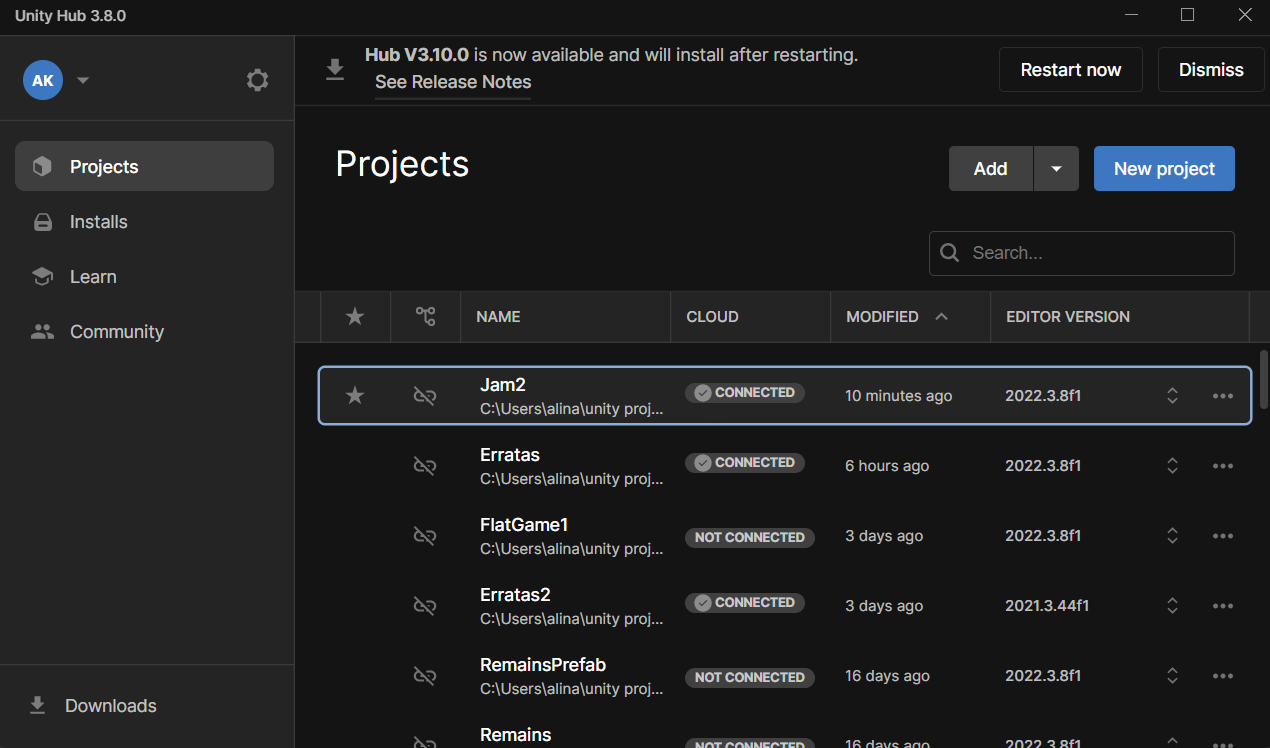 Unity Hub 3.8.0
Hub V3.10.0 is now available and will install after restarting.
See Release Notes
Restart now
Dismiss
AK
Projects
Installs
Learn
Community
Downloads
Projects
Add
New project
Search...
NAME CLOUD MODIFIED EDITOR VERSION
Jam2
C:\Users\alina\unity proj...
CONNECTED
10 minutes ago
2022.3.8f1
Erratas
C:\Users\alina\unity proj...
CONNECTED
6 hours ago
2022.3.8f1
FlatGame1
C:\Users\alina\unity proj...
NOT CONNECTED
3 days ago
2022.3.8f1
Erratas2
C:\Users\alina\unity proj...
CONNECTED
3 days ago
2021.3.44f1
RemainsPrefab
C:\Users\alina\unity proj...
NOT CONNECTED
16 days ago
2022.3.8f1
Remains
NOT CONNECTED
16 days ago
2022.3.8f1